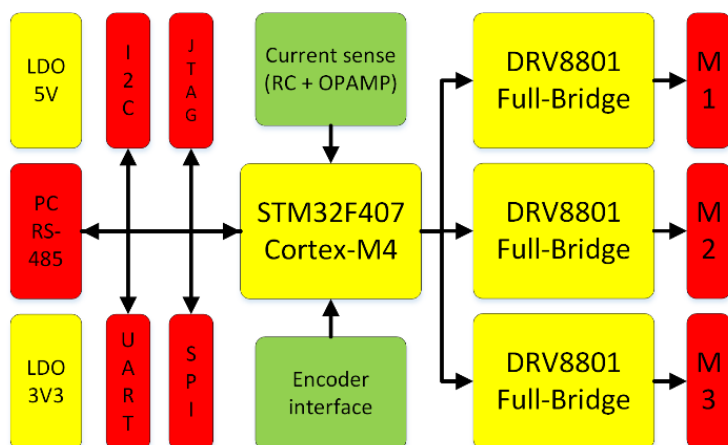 LDO
5V
I
2
C
J
T
A
G
Current sense
(RC + OPAMP)
DRV8801
Full-Bridge
M
1
PC
RS-
485
STM32F407
Cortex-M4
DRV8801
Full-Bridge
M
2
LDO
3V3
U
A
R
T
S
P
I
Encoder
interface
DRV8801
Full-Bridge
M
3